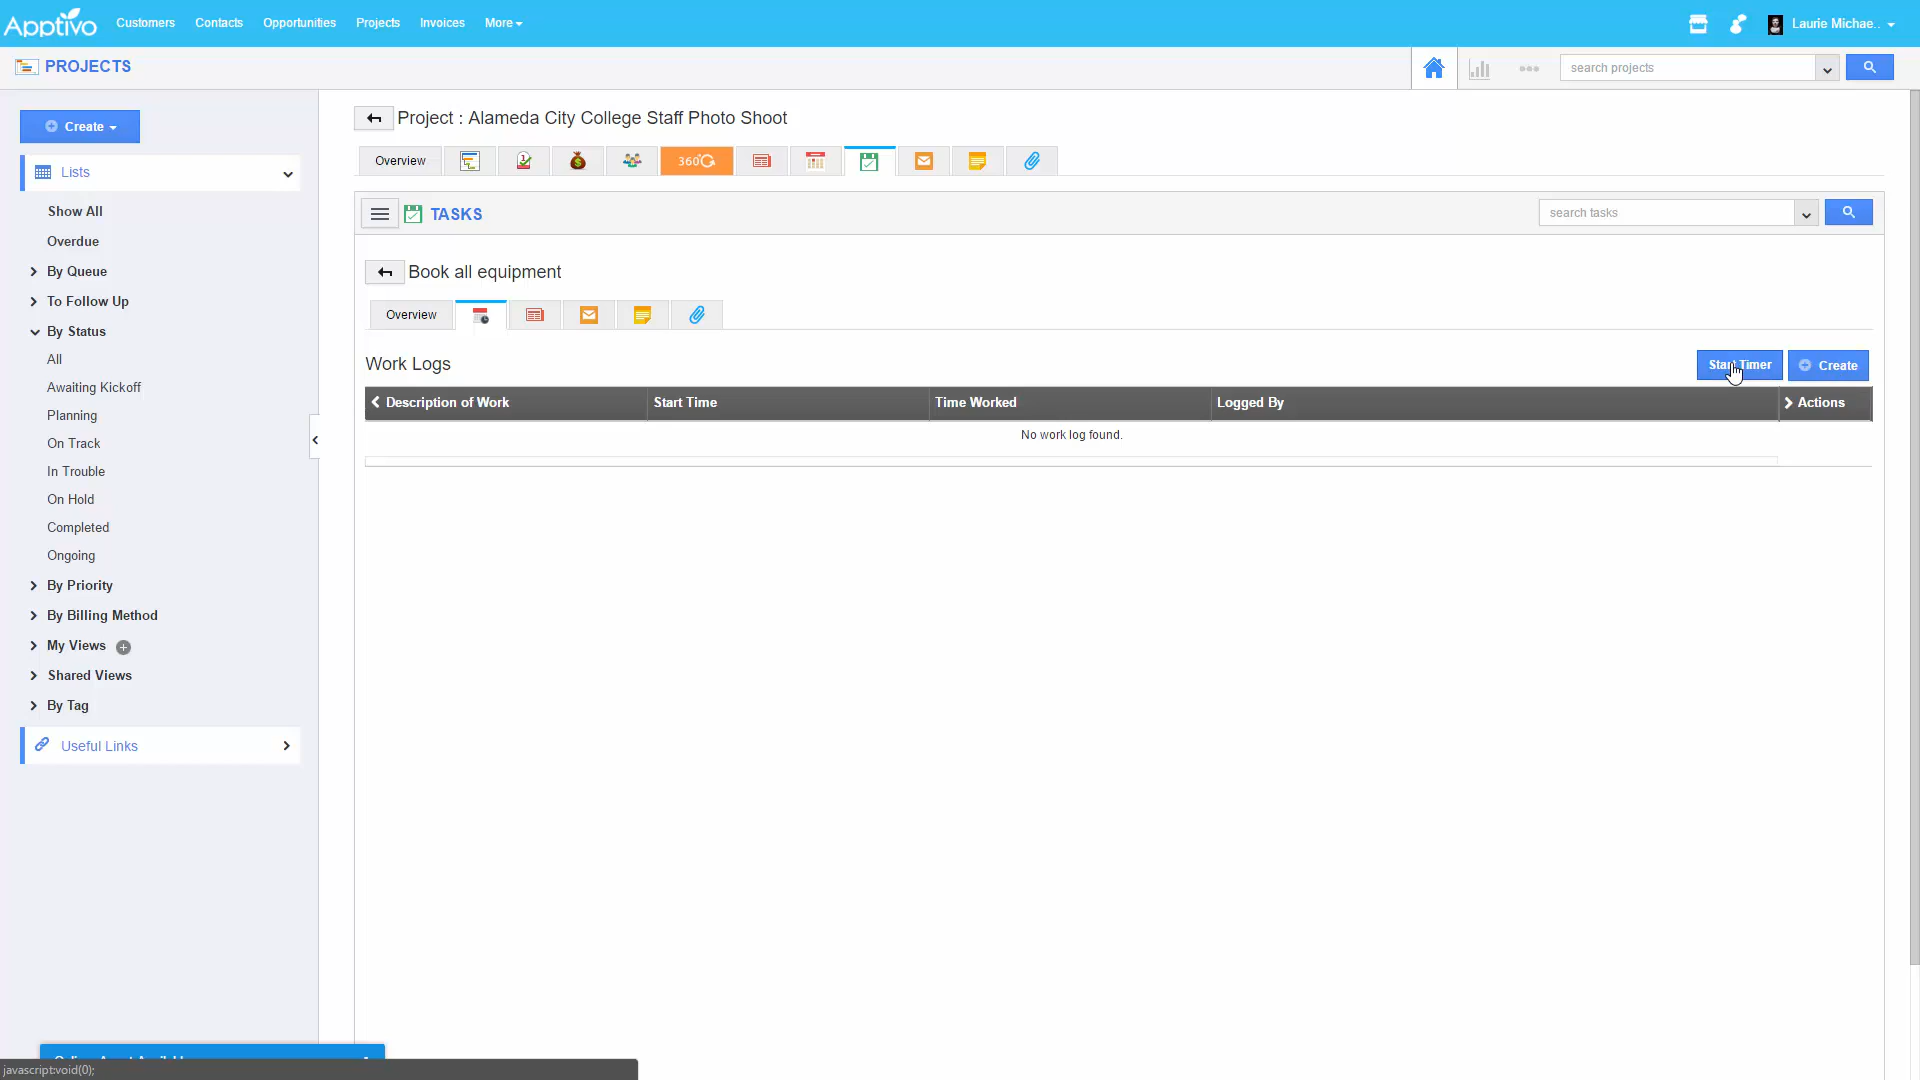 Apptivo
Customers
Contacts
Opportunities
Projects
Invoices
More
Laurie Michae..
PROJECTS
search projects
Create
Lists
Show All
Overdue
By Queue
To Follow Up
By Status
All
Awaiting Kickoff
Planning
On Track
In Trouble
On Hold
Completed
Ongoing
By Priority
By Billing Method
My Views
Shared Views
By Tag
Useful Links
Project : Alameda City College Staff Photo Shoot
Overview
360°
TASKS
search tasks
Book all equipment
Overview
Work Logs
Start Timer
Create
Description of Work
Start Time
Time Worked
Logged By
Actions
No work log found.
javascript:void(0);